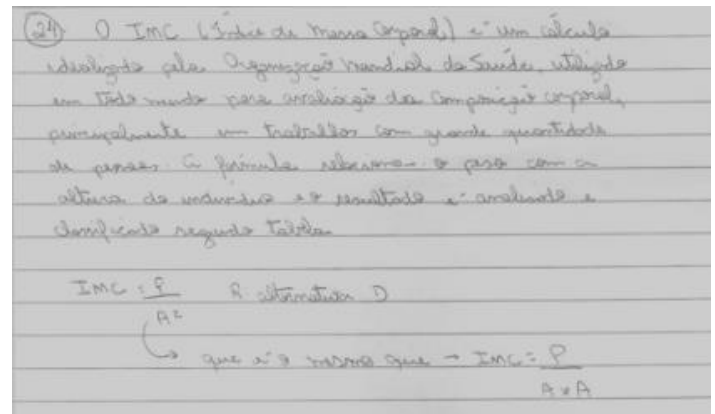 24) O IMC (Índice de Massa Corporal) é um cálculo
idealizado pela Organização Mundial da Saúde, utilizado
em todo mundo para avaliação da composição corporal,
principalmente em trabalhos com grande quantidade
de pessoas. A fórmula relaciona o peso com a
altura do indivíduo e o resultado é analisado e
classificado segundo tabela.
IMC = P/A² R alternativa D
que é o mesmo que → IMC = P/A x A